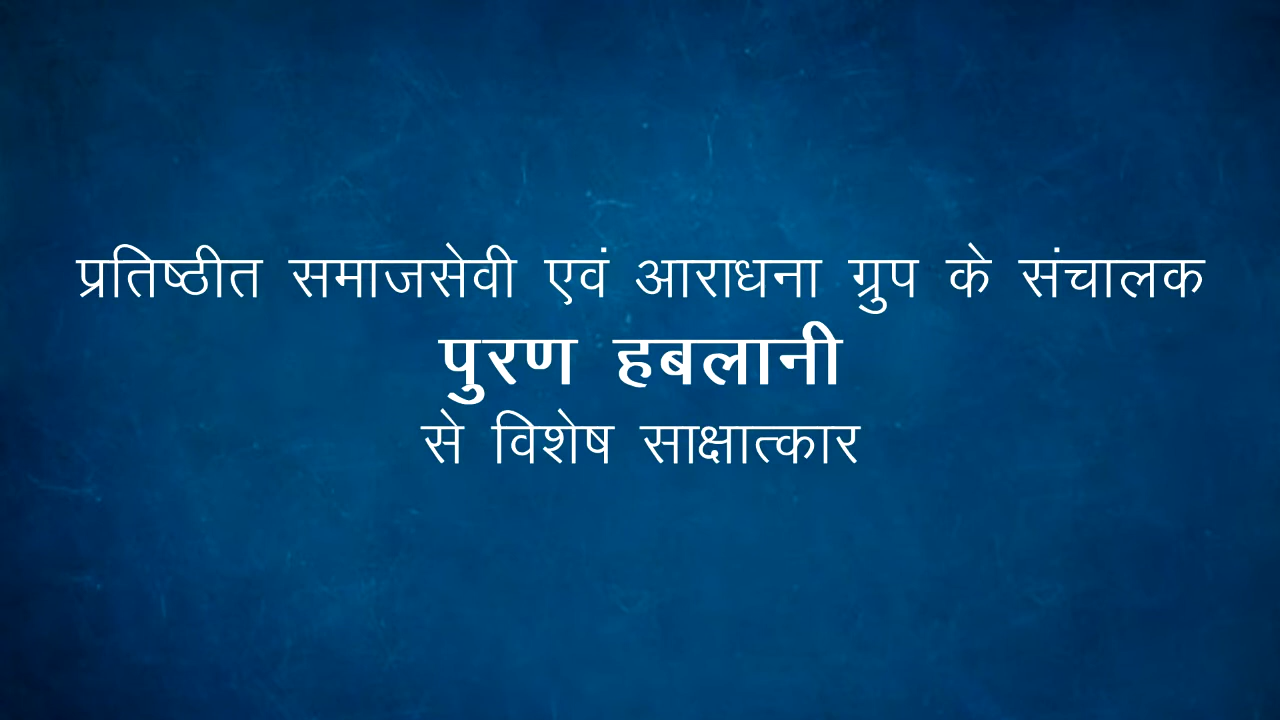 प्रतिष्ठीत समाजसेवी एवं आराधना ग्रुप के संचालक
पुरण हबलानी
से विशेष साक्षात्कार